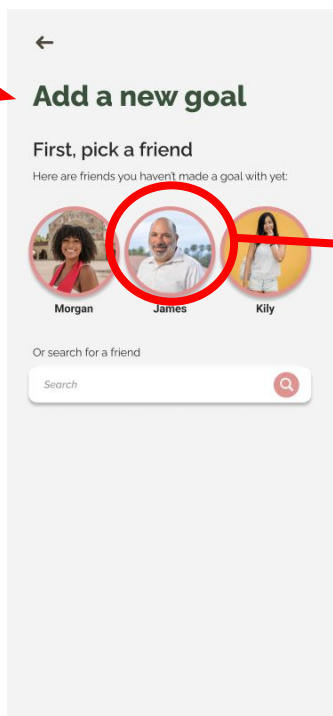 Add a new goal
First, pick a friend
Here are friends you haven't made a goal with yet:
Morgan James Kily
Or search for a friend
Search